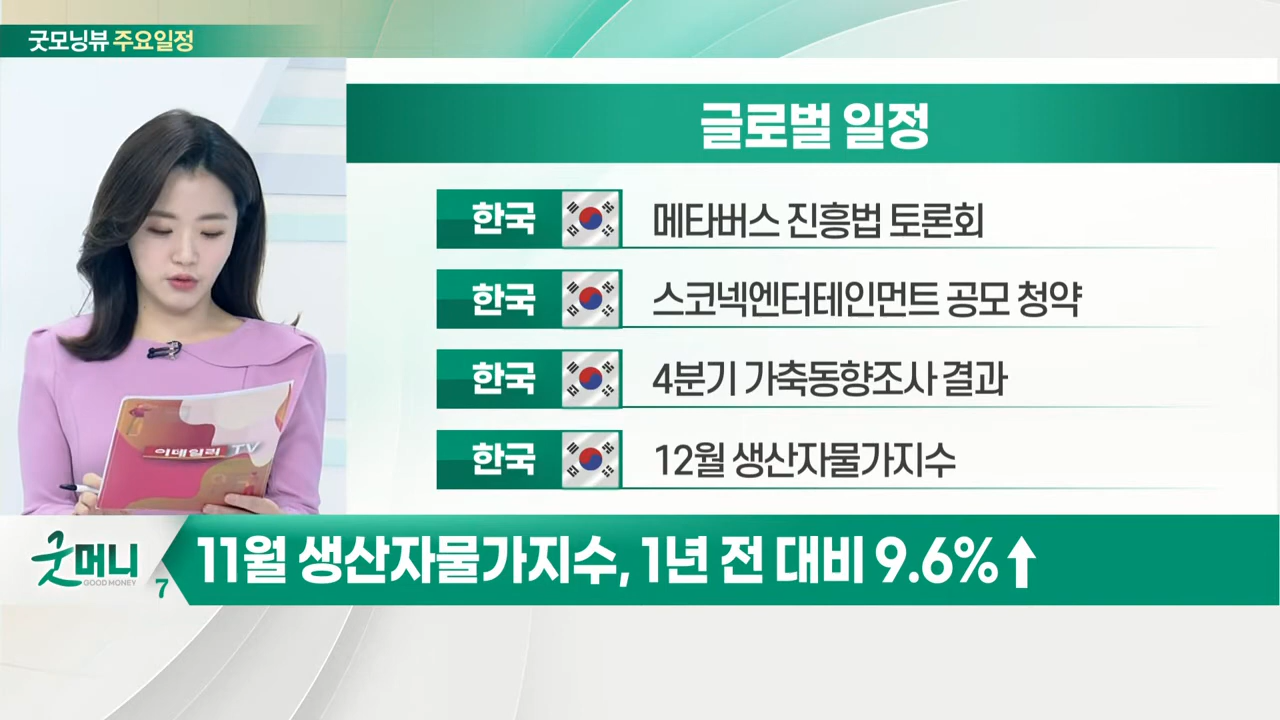 굿모닝뷰 주요일정
글로벌 일정
한국 메타버스 진흥법 토론회
한국 스코넥엔터테인먼트 공모 청약
한국 4분기 가축동향조사 결과
한국 12월 생산자물가지수
이데일리 TV
굿머니
GOOD MONEY
7
11월 생산자물가지수, 1년 전 대비 9.6%↑